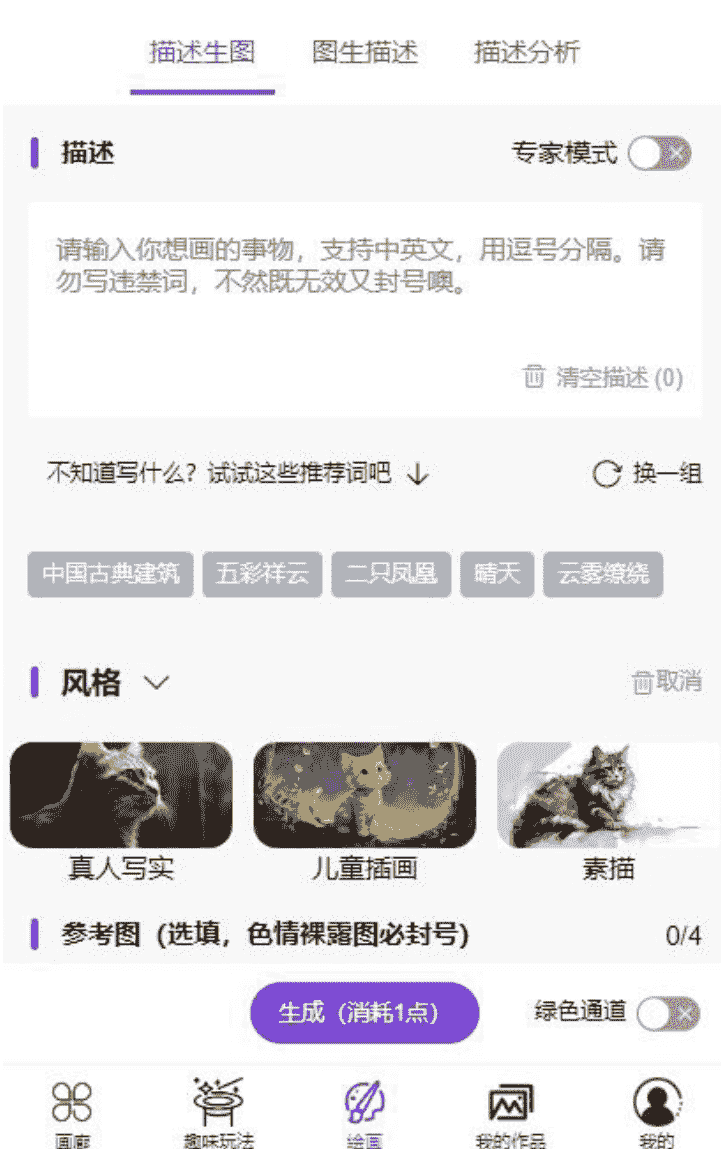 描述生图 图生描述 描述分析
描述 专家模式
请输入你想画的事物，支持中英文，用逗号分隔。请
勿写违禁词，不然既无效又封号噢。
清空描述 (0)
不知道写什么？试试这些推荐词吧 ↓ 换一组
中国古典建筑 五彩祥云 二只凤凰 晴天 云雾缭绕
风格 取消
真人写实 儿童插画 素描
参考图（选填，色情裸露图必封号） 0/4
生成（消耗1点） 绿色通道
画廊 趣味玩法 绘画 我的作品 我的